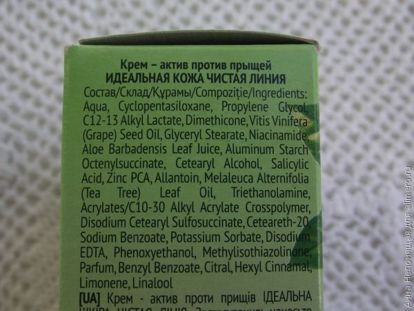 Крем – актив против прыщей
ИДЕАЛЬНАЯ КОЖА ЧИСТАЯ ЛИНИЯ
Состав/Склад/Құрамы/Compoziție/Ingredients:
Aqua, Cyclopentasiloxane, Propylene Glycol,
C12-13 Alkyl Lactate, Dimethicone, Vitis Vinifera
(Grape) Seed Oil, Glyceryl Stearate, Niacinamide,
Aloe Barbadensis Leaf Juice, Aluminum Starch
Octenylsuccinate, Cetearyl Alcohol, Salicylic
Acid, Zinc PCA, Allantoin, Melaleuca Alternifolia
(Tea Tree) Leaf Oil, Triethanolamine,
Acrylates/C10-30 Alkyl Acrylate Crosspolymer,
Disodium Cetearyl Sulfosuccinate, Ceteareth-20,
Sodium Benzoate, Potassium Sorbate, Disodium
EDTA, Phenoxyethanol, Methylisothiazolinone,
Parfum, Benzyl Benzoate, Citral, Hexyl Cinnamal,
Limonene, Linalool
[UA] Крем - актив проти прищів ІДЕАЛЬНА
ЧИСТАЯ ЛІНІЯ